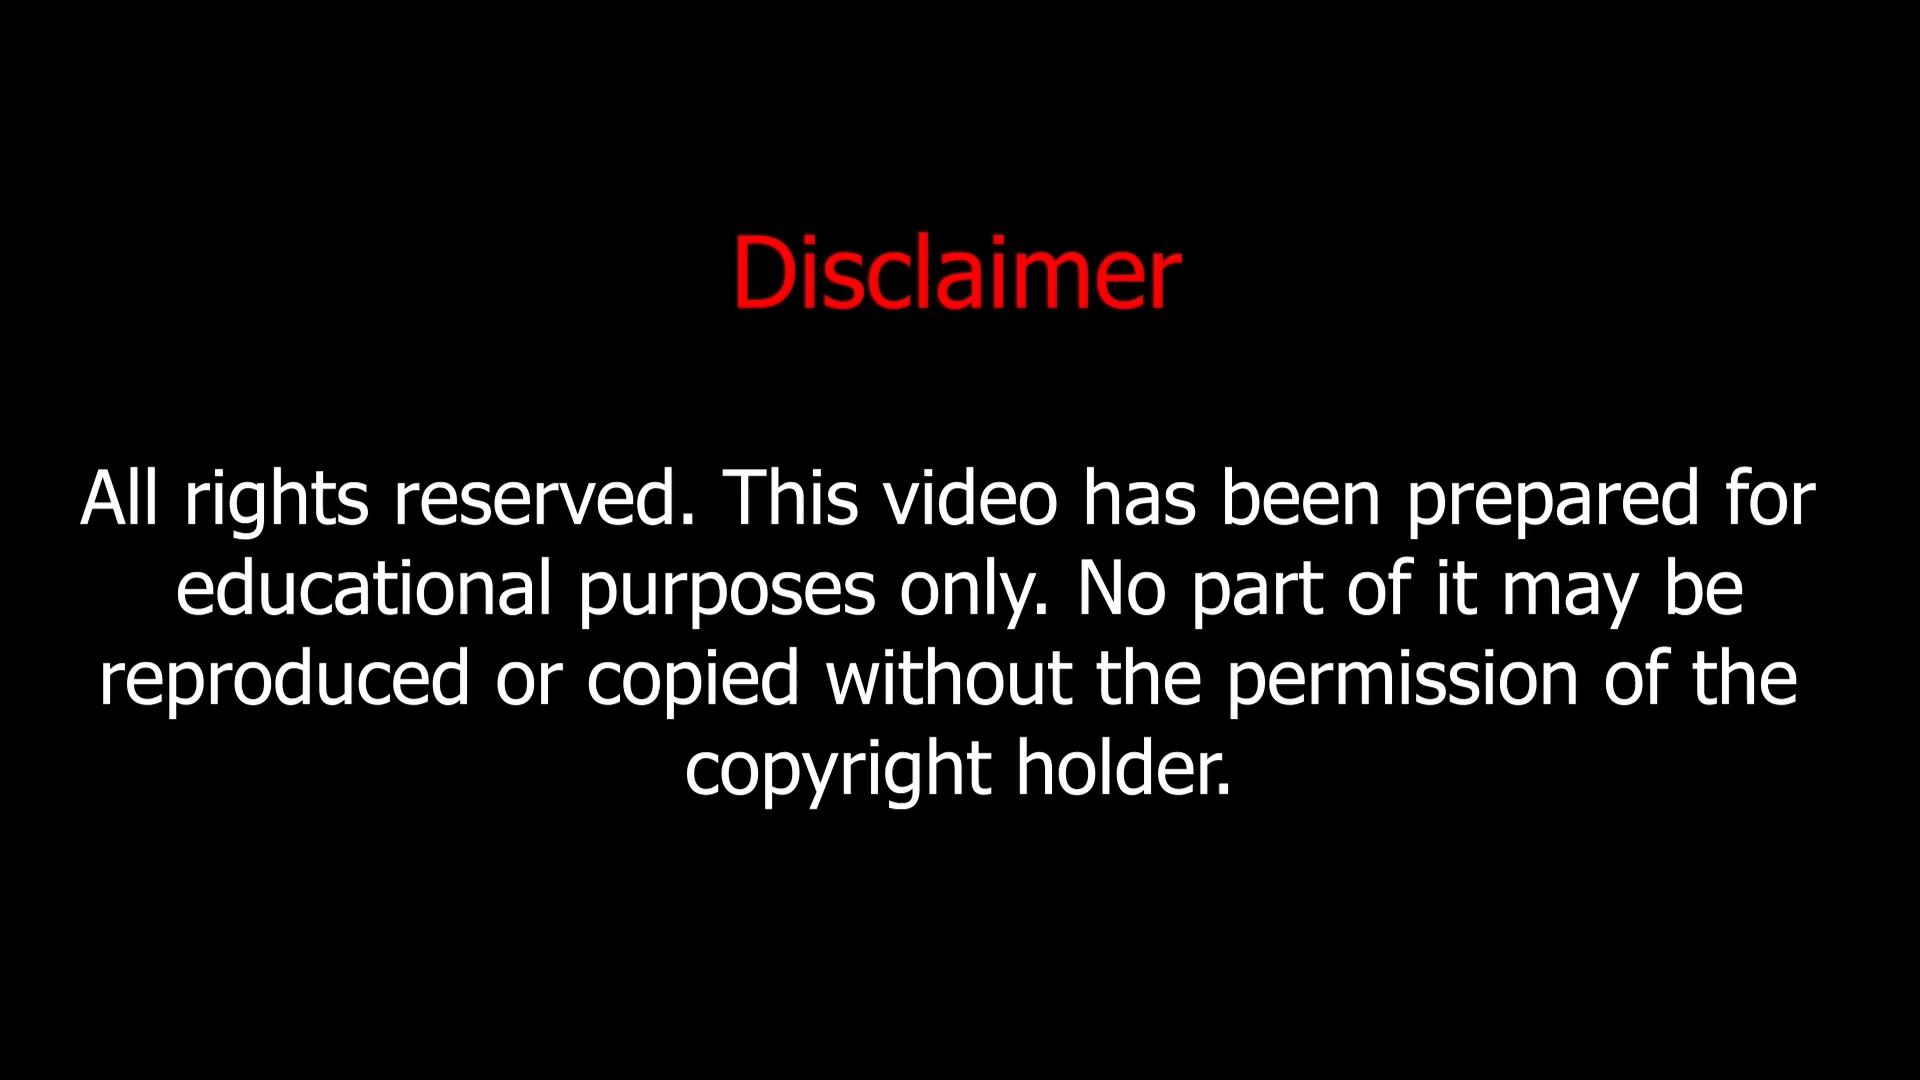 Disclaimer
All rights reserved. This video has been prepared for
educational purposes only. No part of it may be
reproduced or copied without the permission of the
copyright holder.